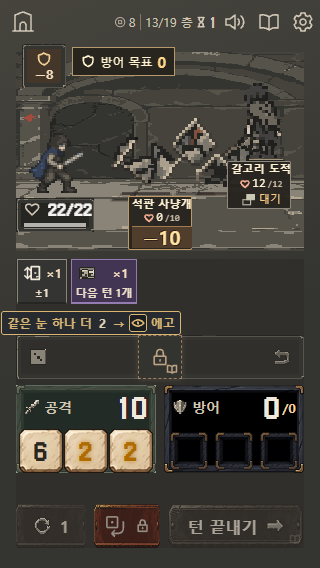 8 | 13/19 층 1
−8
방어 목표 0
갈고리 도적
12/12
대기
22/22
석판 사냥개
0/10
−10
×1
±1
×1
다음 턴 1개
같은 눈 하나 더 2 → 예고
공격 10
방어 0/0
6 2 2
1
턴 끝내기 →